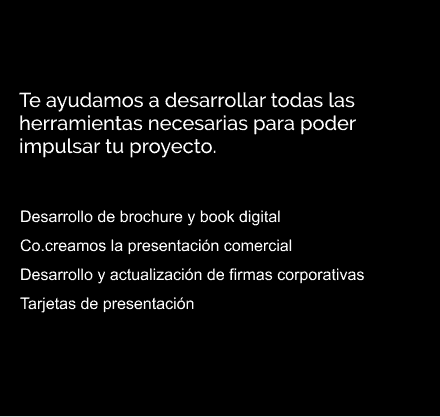 Te ayudamos a desarrollar todas las
herramientas necesarias para poder
impulsar tu proyecto.
Desarrollo de brochure y book digital
Co.creamos la presentación comercial
Desarrollo y actualización de firmas corporativas
Tarjetas de presentación